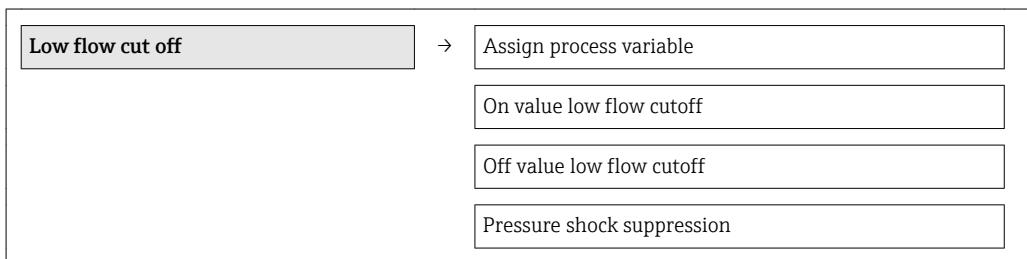 Low flow cut off → Assign process variable
On value low flow cutoff
Off value low flow cutoff
Pressure shock suppression